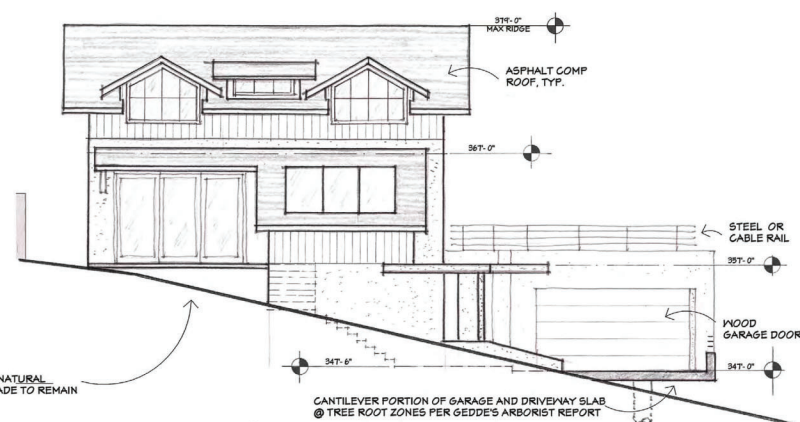 379'-0"
MAX RIDGE
ASPHALT COMP
ROOF, TYP.
367'-0"
STEEL OR
CABLE RAIL
357'-0"
WOOD
GARAGE DOOR
347'-6"
347'-0"
NATURAL
ADE TO REMAIN
CANTILEVER PORTION OF GARAGE AND DRIVEWAY SLAB
@ TREE ROOT ZONES PER GEDDE'S ARBORIST REPORT